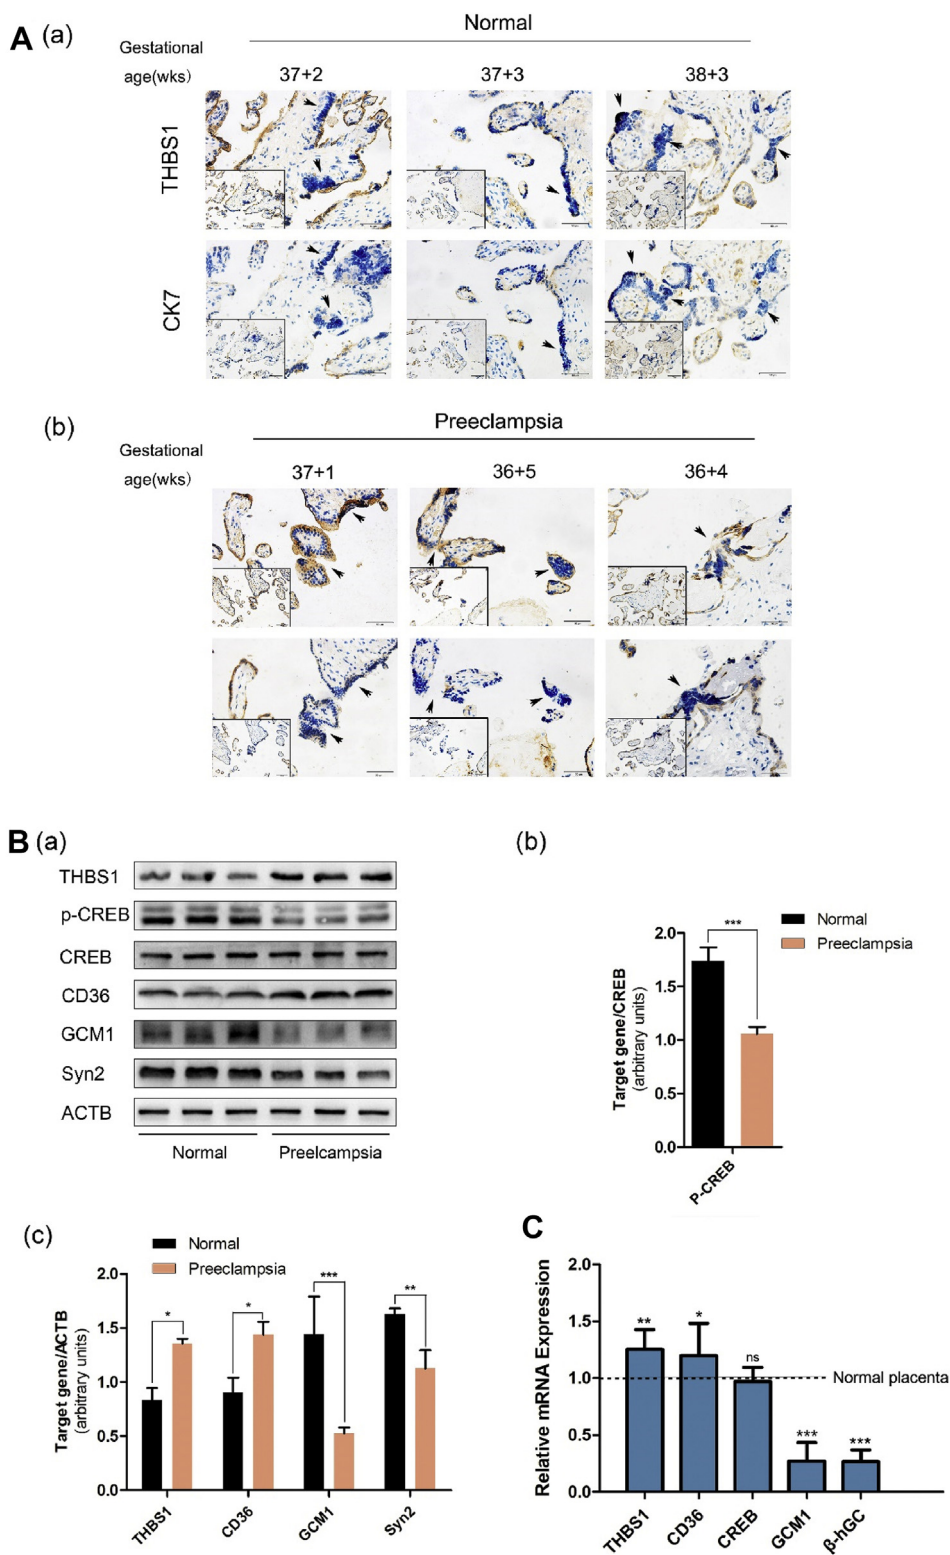 A (a)
Normal
Gestational
age(wks)
37+2 37+3 38+3
THBS1
CK7
(b)
Preeclampsia
Gestational
age(wks)
37+1 36+5 36+4
B (a)
THBS1
p-CREB
CREB
CD36
GCM1
Syn2
ACTB
Normal Preelcampsia
(b)
Normal
Preeclampsia
***
Target gene/CREB
(arbitrary units)
2.0
1.5
1.0
0.5
0.0
P-CREB
(c)
Normal
Preeclampsia
Target gene/ACTB
(arbitrary units)
2.0
1.5
1.0
0.5
0.0
* * *** **
THBS1 CD36 GCM1 Syn2
C
Relative mRNA Expression
2.0
1.5
1.0
0.5
0.0
** * ns *** ***
Normal placenta
THBS1 CD36 CREB GCM1 β-hGC